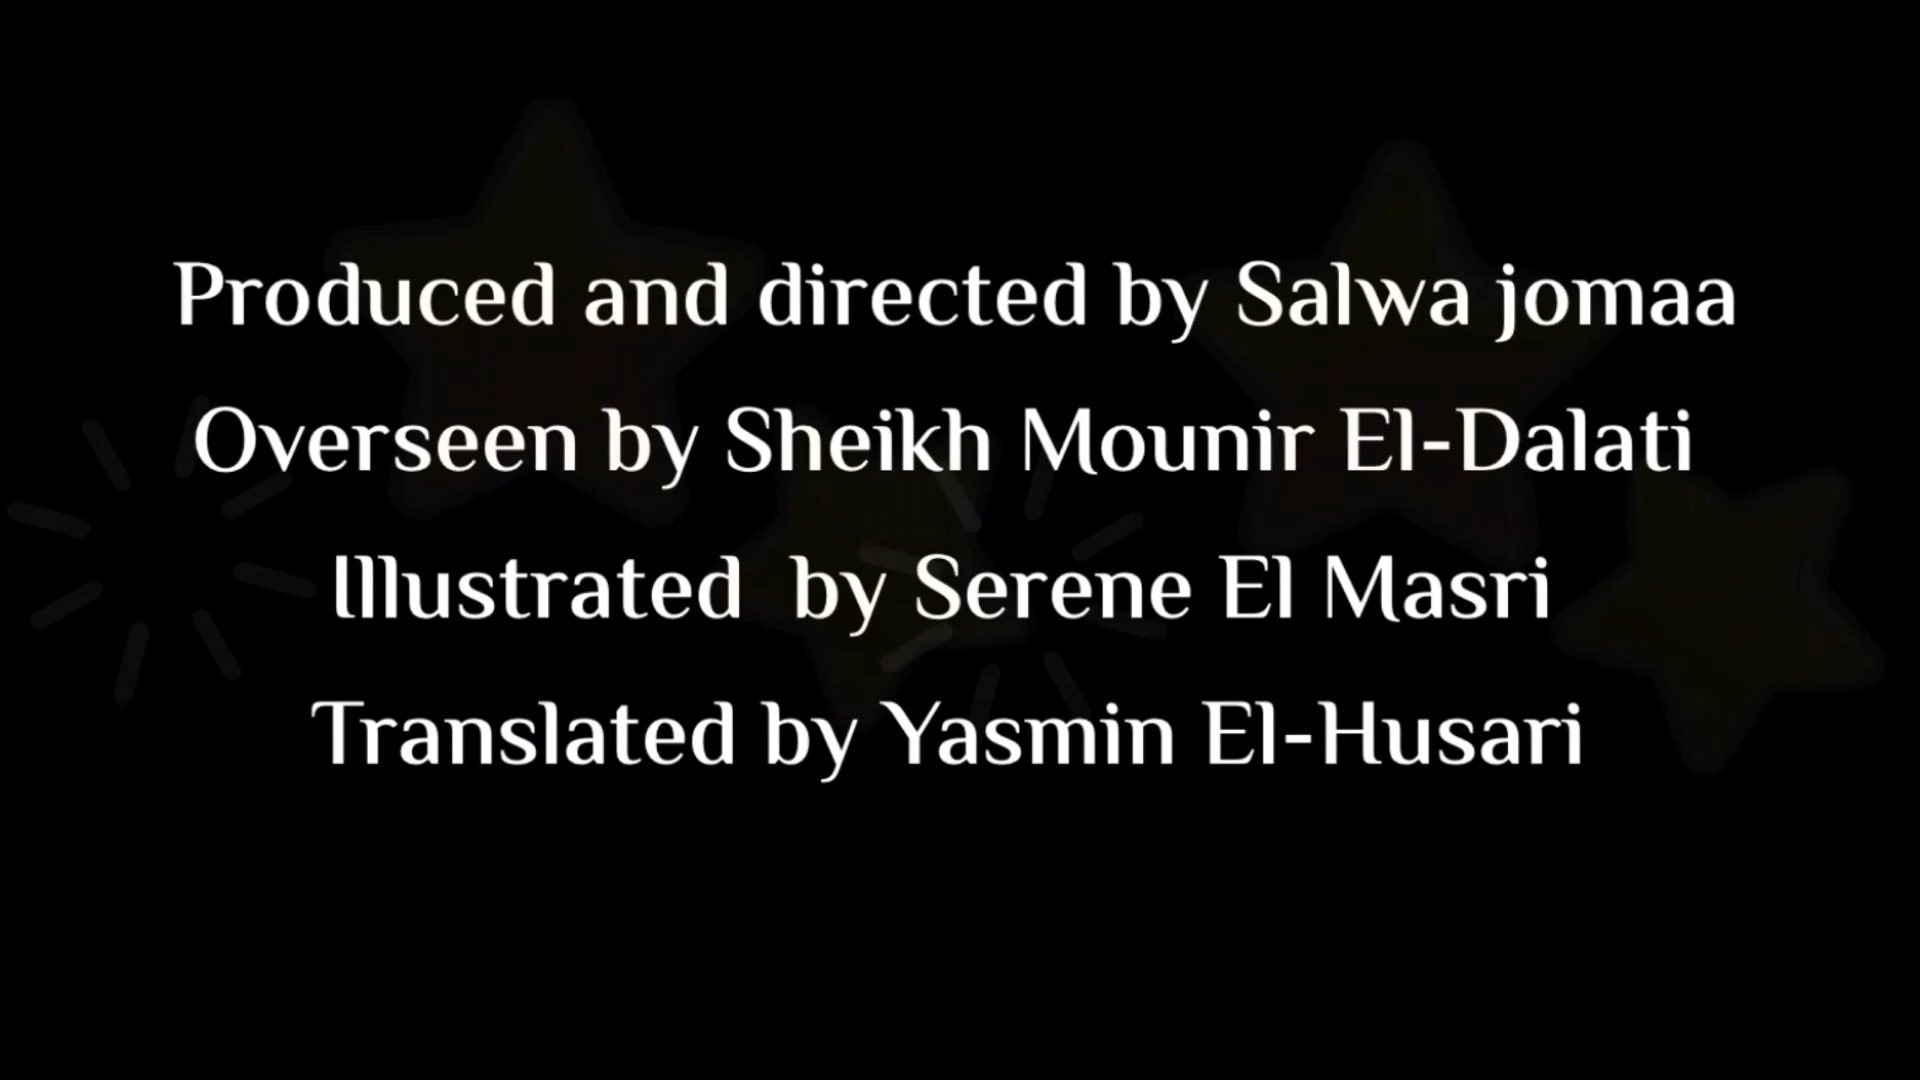 Produced and directed by Salwa jomaa
Overseen by Sheikh Mounir El-Dalati
Illustrated by Serene El Masri
Translated by Yasmin El-Husari